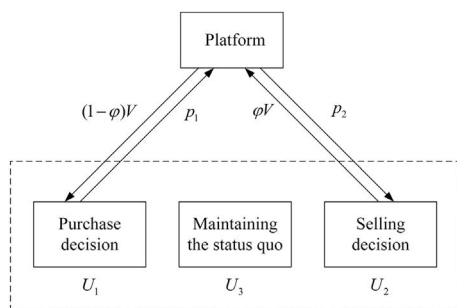 Platform
(1−φ)V
p₁
φV
p₂
Purchase
decision
Maintaining
the status quo
Selling
decision
U₁
U₃
U₂